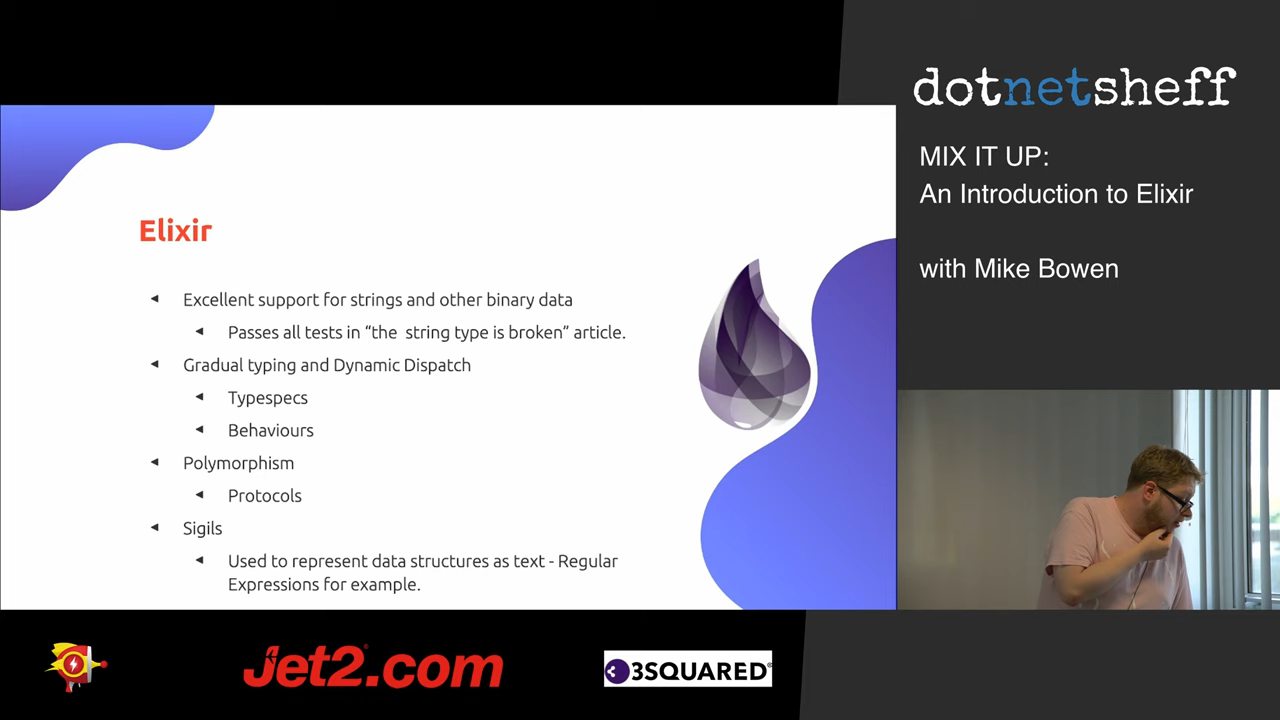 dotnetsheff
MIX IT UP:
An Introduction to Elixir
with Mike Bowen
Elixir
Excellent support for strings and other binary data
Passes all tests in “the string type is broken” article.
Gradual typing and Dynamic Dispatch
Typespecs
Behaviours
Polymorphism
Protocols
Sigils
Used to represent data structures as text - Regular
Expressions for example.
Jet2.com
3SQUARED